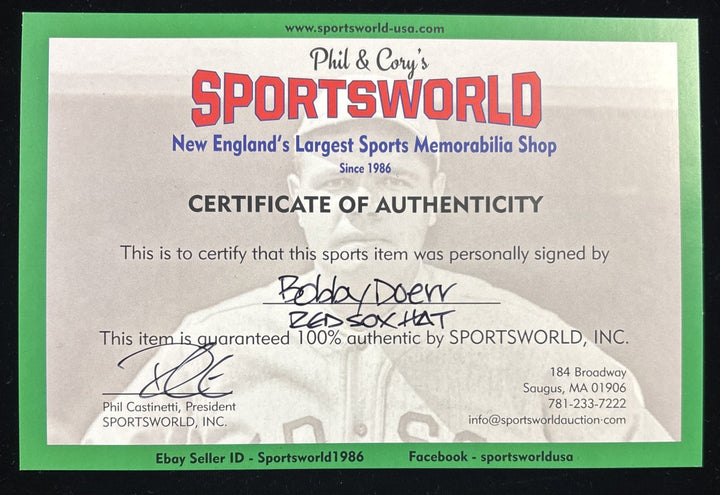 www.sportsworld-usa.com
Phil & Cory's
SPORTSWORLD
New England's Largest Sports Memorabilia Shop
Since 1986
CERTIFICATE OF AUTHENTICITY
This is to certify that this sports item was personally signed by
Bobby Doerr
RED SOX HAT
This item is guaranteed 100% authentic by SPORTSWORLD, INC.
Phil Castinetti, President
SPORTSWORLD, INC.
184 Broadway
Saugus, MA 01906
781-233-7222
info@sportsworldauction.com
Ebay Seller ID - Sportsworld1986 Facebook - sportsworldusa